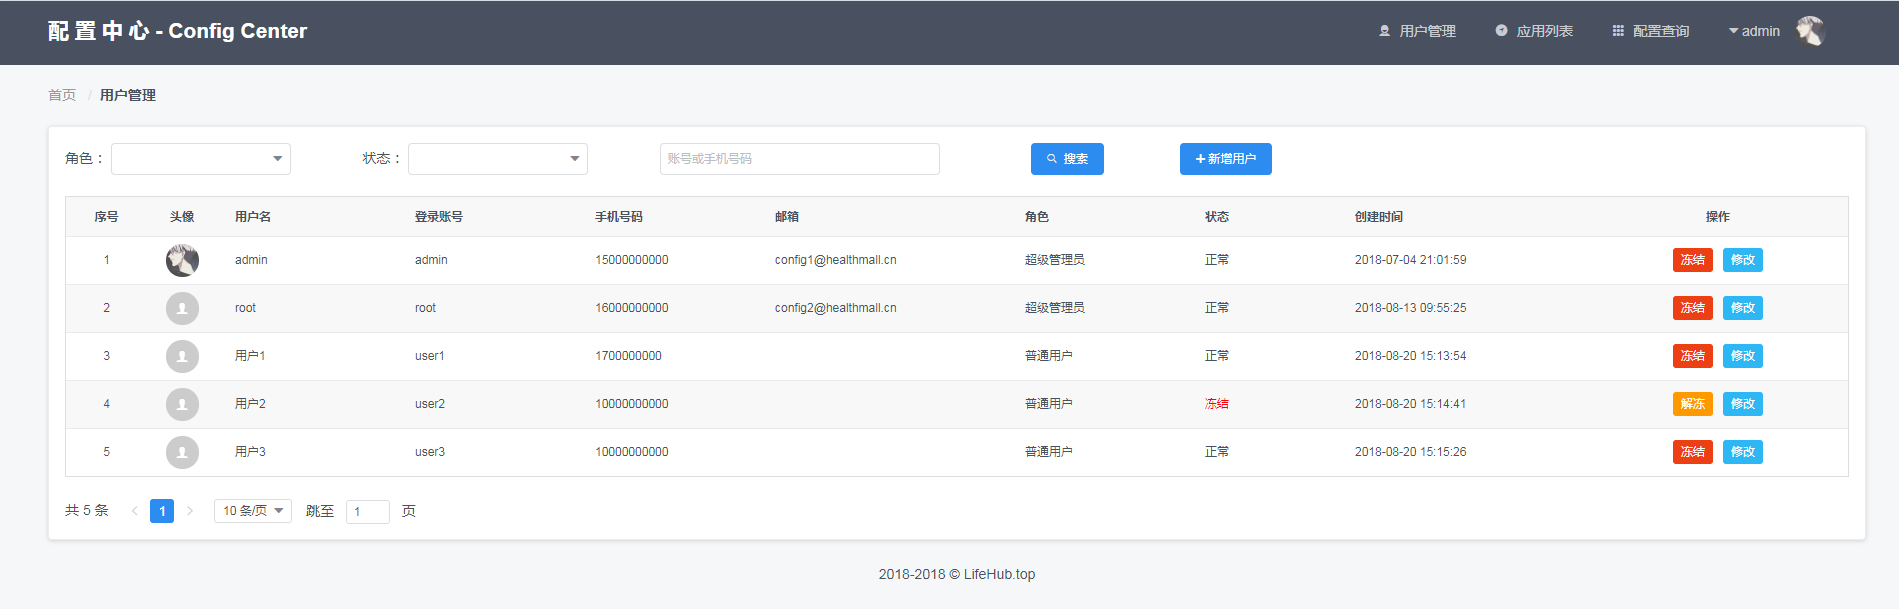 配 置 中 心 - Config Center 用户管理 应用列表 配置查询 admin
首页 / 用户管理
角色： 状态： 账号或手机号码 搜索 +新增用户
序号 头像 用户名 登录账号 手机号码 邮箱 角色 状态 创建时间 操作
1 admin admin 15000000000 config1@healthmall.cn 超级管理员 正常 2018-07-04 21:01:59 冻结 修改
2 root root 16000000000 config2@healthmall.cn 超级管理员 正常 2018-08-13 09:55:25 冻结 修改
3 用户1 user1 1700000000 普通用户 正常 2018-08-20 15:13:54 冻结 修改
4 用户2 user2 10000000000 普通用户 冻结 2018-08-20 15:14:41 解冻 修改
5 用户3 user3 10000000000 普通用户 正常 2018-08-20 15:15:26 冻结 修改
共 5 条 < 1 > 10 条/页 跳至 1 页
2018-2018 © LifeHub.top